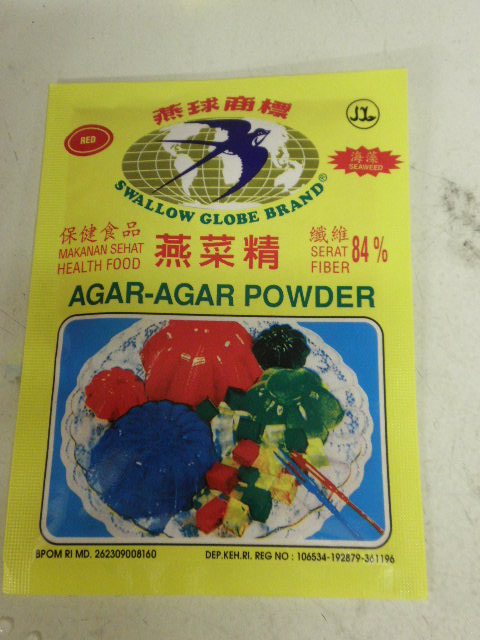 燕球商標
RED
海藻
SEAWEED
SWALLOW GLOBE BRAND®
保健食品
MAKANAN SEHAT
HEALTH FOOD
燕菜精
纖維
SERAT
FIBER
84 %
AGAR-AGAR POWDER
BPOM RI MD. 262309008160
DEP.KEH.RI. REG NO : 106534-192879-361196